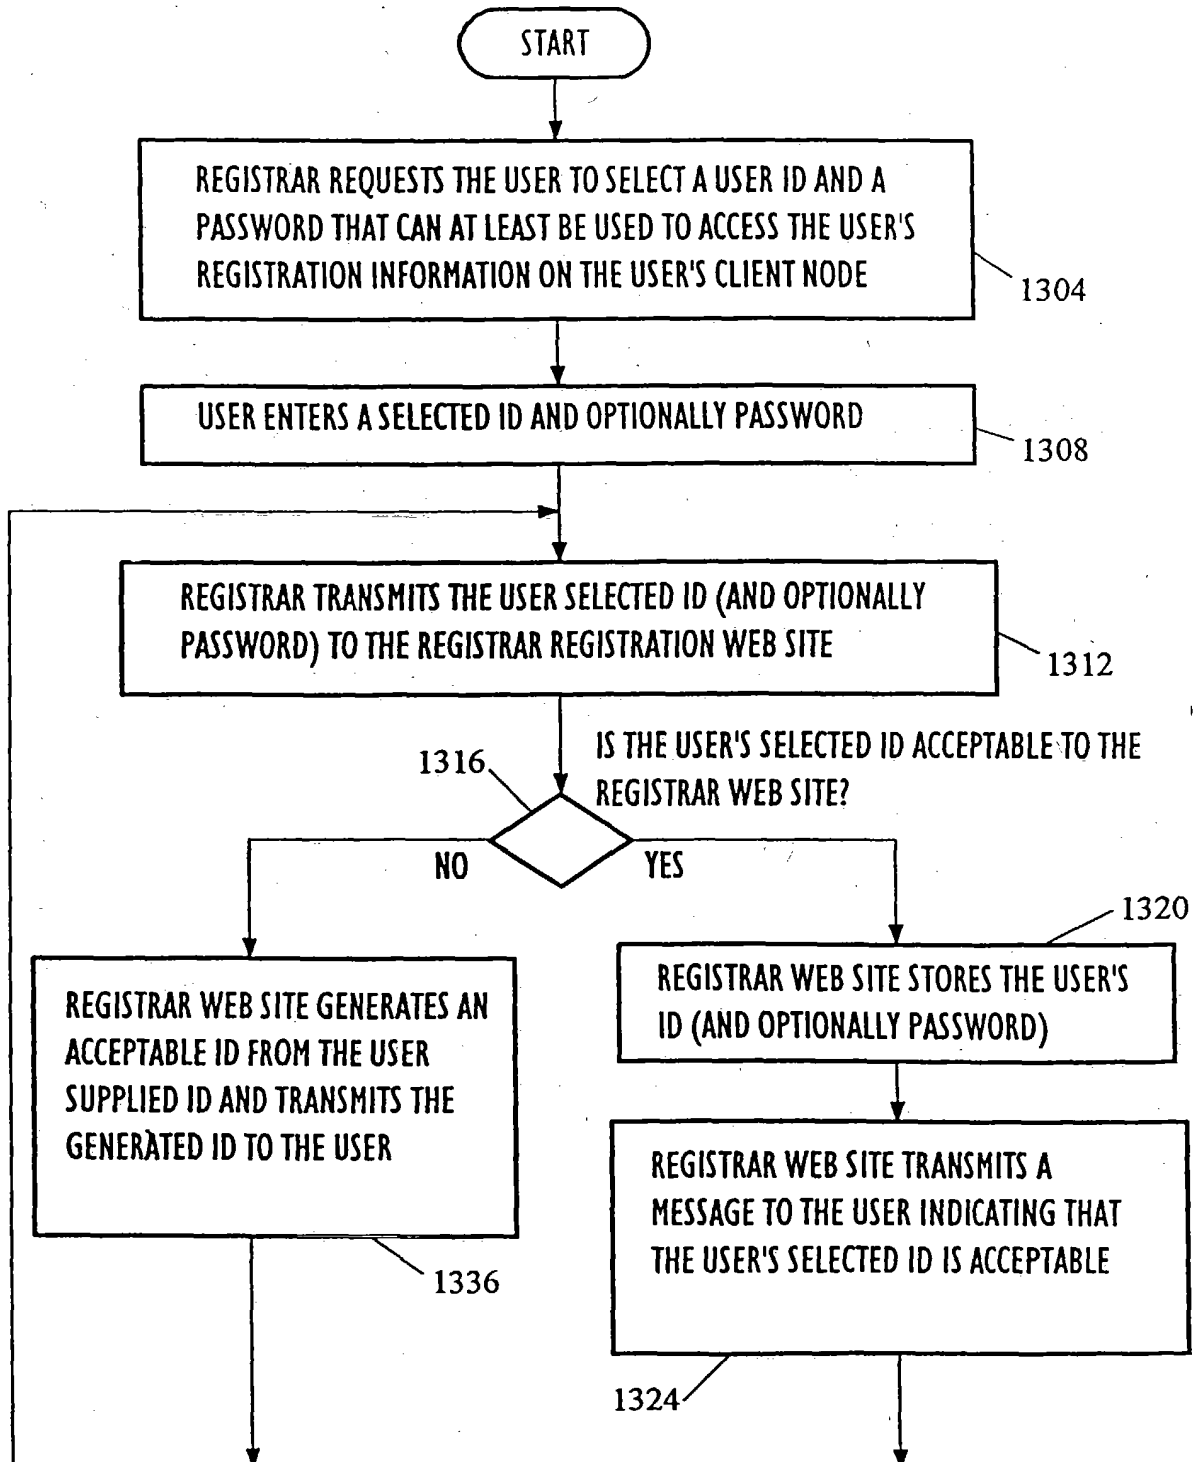 START
REGISTRAR REQUESTS THE USER TO SELECT A USER ID AND A
PASSWORD THAT CAN AT LEAST BE USED TO ACCESS THE USER'S
REGISTRATION INFORMATION ON THE USER'S CLIENT NODE
1304
USER ENTERS A SELECTED ID AND OPTIONALLY PASSWORD
1308
REGISTRAR TRANSMITS THE USER SELECTED ID (AND OPTIONALLY
PASSWORD) TO THE REGISTRAR REGISTRATION WEB SITE
1312
IS THE USER'S SELECTED ID ACCEPTABLE TO THE
REGISTRAR WEB SITE?
1316
NO
YES
1320
REGISTRAR WEB SITE STORES THE USER'S
ID (AND OPTIONALLY PASSWORD)
REGISTRAR WEB SITE GENERATES AN
ACCEPTABLE ID FROM THE USER
SUPPLIED ID AND TRANSMITS THE
GENERATED ID TO THE USER
1336
REGISTRAR WEB SITE TRANSMITS A
MESSAGE TO THE USER INDICATING THAT
THE USER'S SELECTED ID IS ACCEPTABLE
1324